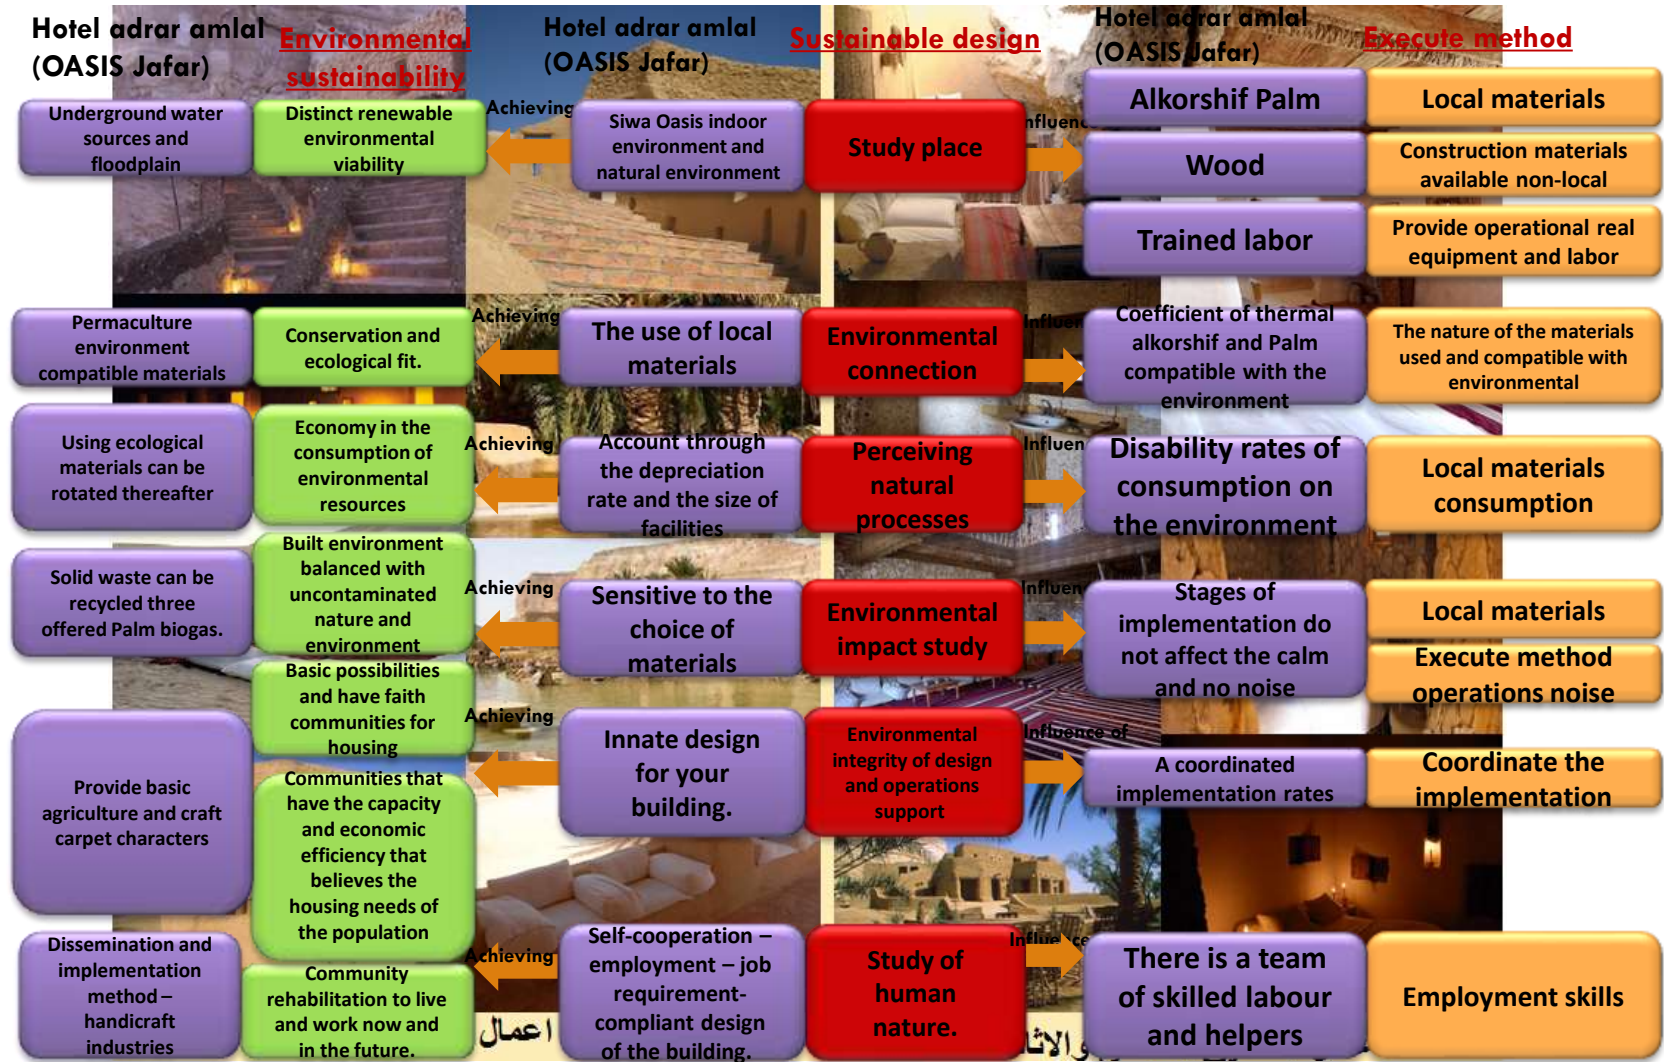 Hotel adrar amlal
(OASIS Jafar)
Environmental
sustainability
Hotel adrar amlal
(OASIS Jafar)
Sustainable design
Hotel adrar amlal
(OASIS Jafar)
Execute method
Underground water
sources and
floodplain
Distinct renewable
environmental
viability
Achieving
Siwa Oasis indoor
environment and
natural environment
Study place
Influenc
Alkorshif Palm
Local materials
Wood
Construction materials
available non-local
Trained labor
Provide operational real
equipment and labor
Permaculture
environment
compatible materials
Conservation and
ecological fit.
Achieving
The use of local
materials
Environmental
connection
Influen
Coefficient of thermal
alkorshif and Palm
compatible with the
environment
The nature of the materials
used and compatible with
environmental
Using ecological
materials can be
rotated thereafter
Economy in the
consumption of
environmental
resources
Achieving
Account through
the depreciation
rate and the size of
facilities
Perceiving
natural
processes
Influen
Disability rates of
consumption on
the environment
Local materials
consumption
Solid waste can be
recycled three
offered Palm biogas.
Built environment
balanced with
uncontaminated
nature and
environment
Achieving
Sensitive to the
choice of
materials
Environmental
impact study
Influenc
Stages of
implementation do
not affect the calm
and no noise
Local materials
Execute method
operations noise
Provide basic
agriculture and craft
carpet characters
Basic possibilities
and have faith
communities for
housing
Communities that
have the capacity
and economic
efficiency that
believes the
housing needs of
the population
Achieving
Innate design
for your
building.
Environmental
integrity of design
and operations
support
Influence of
A coordinated
implementation rates
Coordinate the
implementation
Dissemination and
implementation
method –
handicraft
industries
Community
rehabilitation to live
and work now and
in the future.
Achieving
Self-cooperation –
employment – job
requirement-
compliant design
of the building.
Study of
human
nature.
Influence
There is a team
of skilled labour
and helpers
Employment skills
اعمال